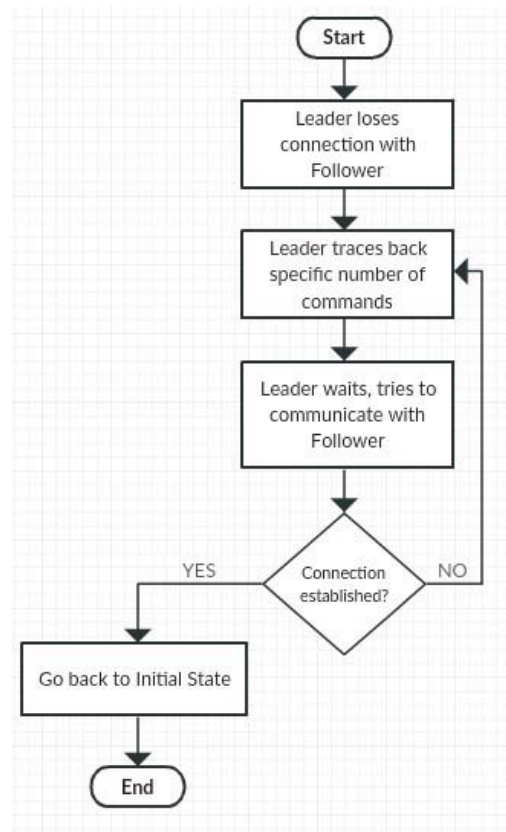 Start
Leader loses
connection with
Follower
Leader traces back
specific number of
commands
Leader waits, tries to
communicate with
Follower
YES
Connection
established?
NO
Go back to Initial State
End